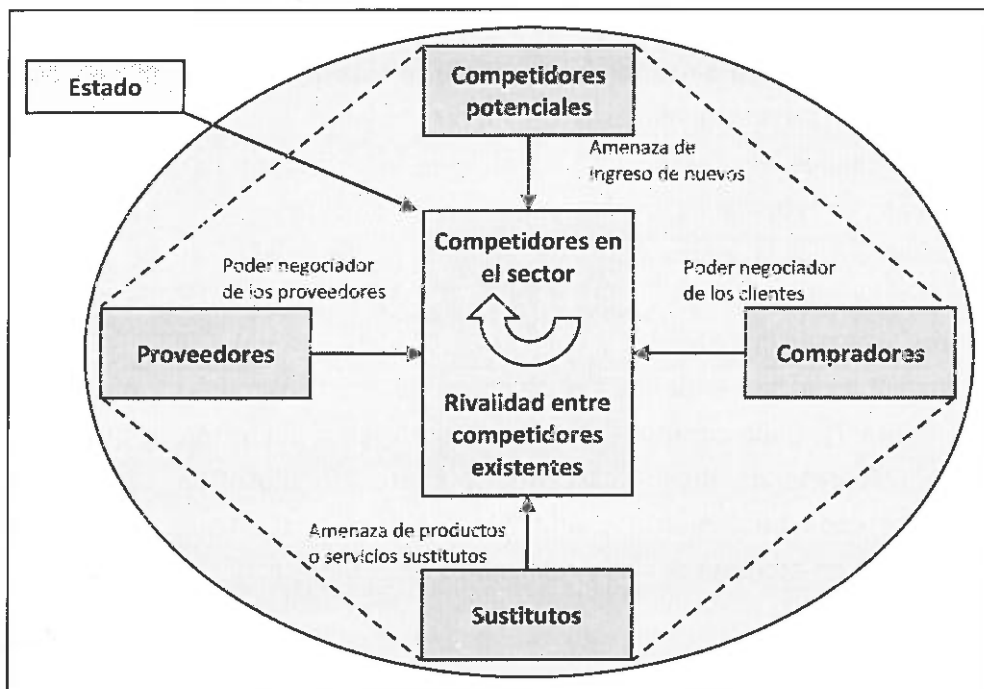 Estado
Competidores
potenciales
Amenaza de
ingreso de nuevos
Competidores en
el sector
Poder negociador
de los proveedores
Poder negociador
de los clientes
Proveedores
Compradores
Rivalidad entre
competidores
existentes
Amenaza de productos
o servicios sustitutos
Sustitutos